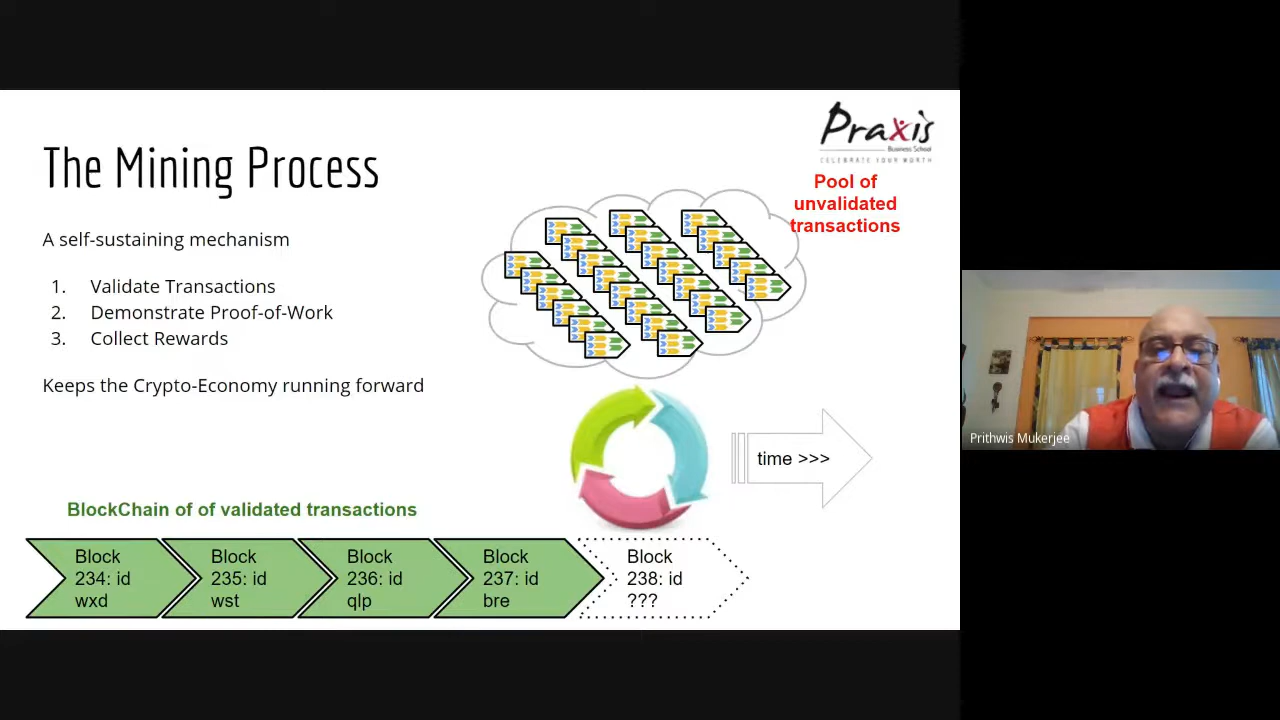 Praxis
Business School
CELEBRATE YOUR WORTH
The Mining Process
Pool of
unvalidated
transactions
A self-sustaining mechanism
1. Validate Transactions
2. Demonstrate Proof-of-Work
3. Collect Rewards
Keeps the Crypto-Economy running forward
time >>>
Prithwis Mukerjee
BlockChain of of validated transactions
Block
234: id
wxd
Block
235: id
wst
Block
236: id
qlp
Block
237: id
bre
Block
238: id
???